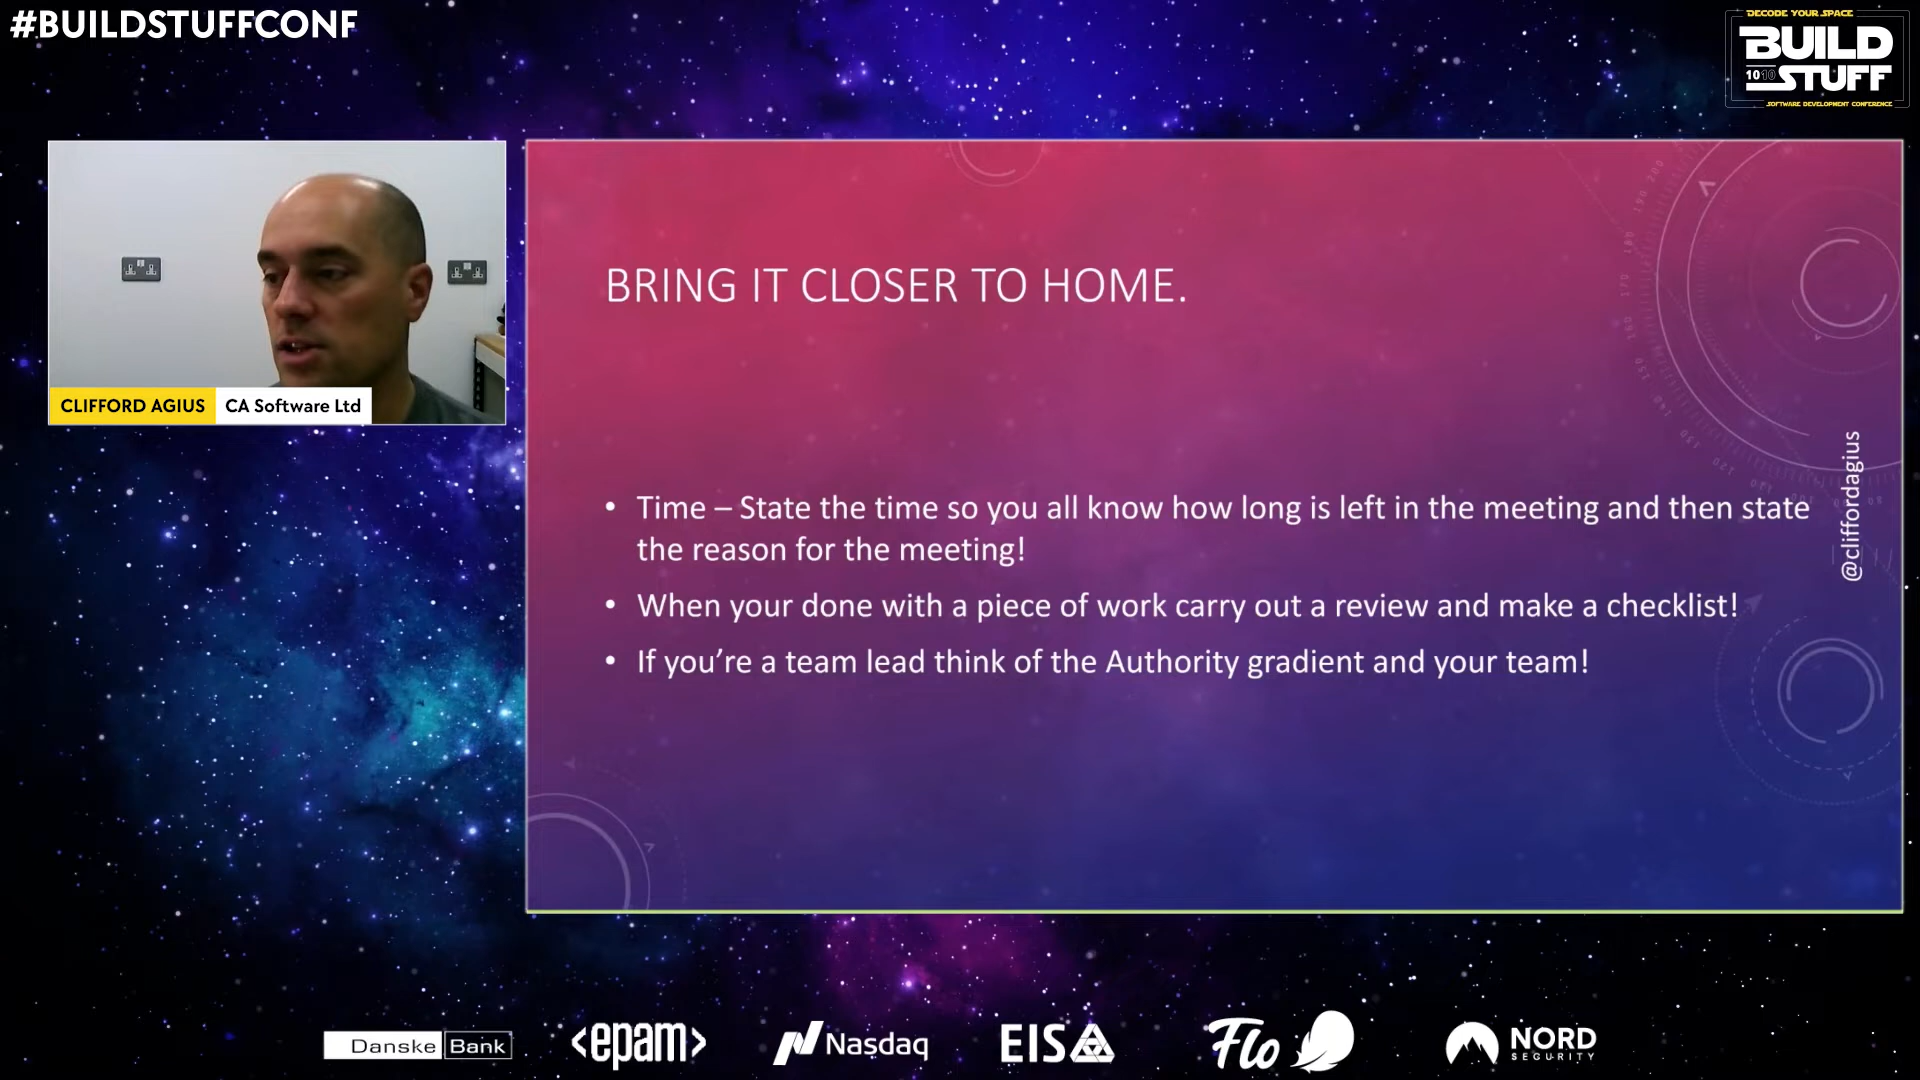 #BUILDSTUFFCONF
DECODE YOUR SPACE
BUILD
1010 STUFF
SOFTWARE DEVELOPMENT CONFERENCE
CLIFFORD AGIUS CA Software Ltd
BRING IT CLOSER TO HOME.
• Time – State the time so you all know how long is left in the meeting and then state
the reason for the meeting!
• When your done with a piece of work carry out a review and make a checklist!
• If you’re a team lead think of the Authority gradient and your team!
@cliffordagius
Danske Bank
<epam>
Nasdaq
EIS
Flo
NORD
SECURITY